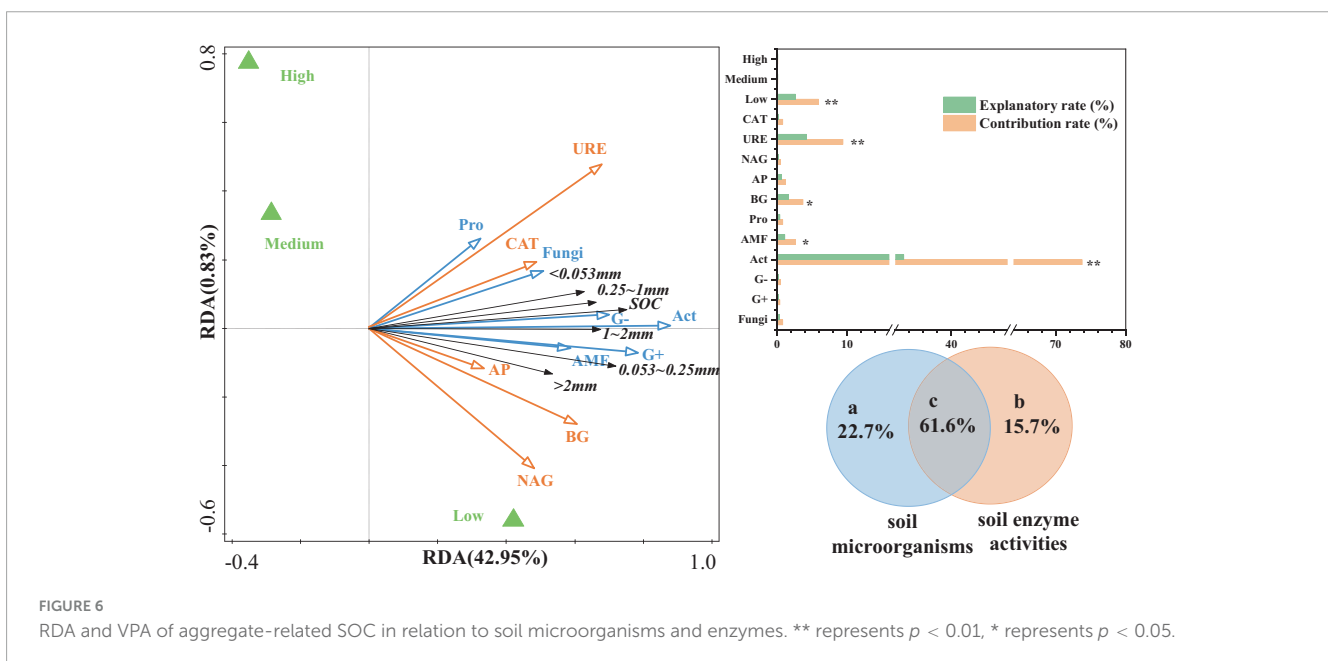 0.8
RDA(0.83%)
-0.6
-0.4
RDA(42.95%)
1.0
High
Medium
Low
URE
Pro
CAT
Fungi
<0.053mm
0.25~1mm
SOC
G-
Act
1~2mm
AMF
G+
0.053~0.25mm
AP
>2mm
BG
NAG
High
Medium
Low
CAT
URE
NAG
AP
BG
Pro
AMF
Act
G-
G+
Fungi
**
**
*
*
**
Explanatory rate (%)
Contribution rate (%)
0 10 40 80
a
22.7%
c
61.6%
b
15.7%
soil
microorganisms
soil enzyme
activities
FIGURE 6
RDA and VPA of aggregate-related SOC in relation to soil microorganisms and enzymes. ** represents p < 0.01, * represents p < 0.05.